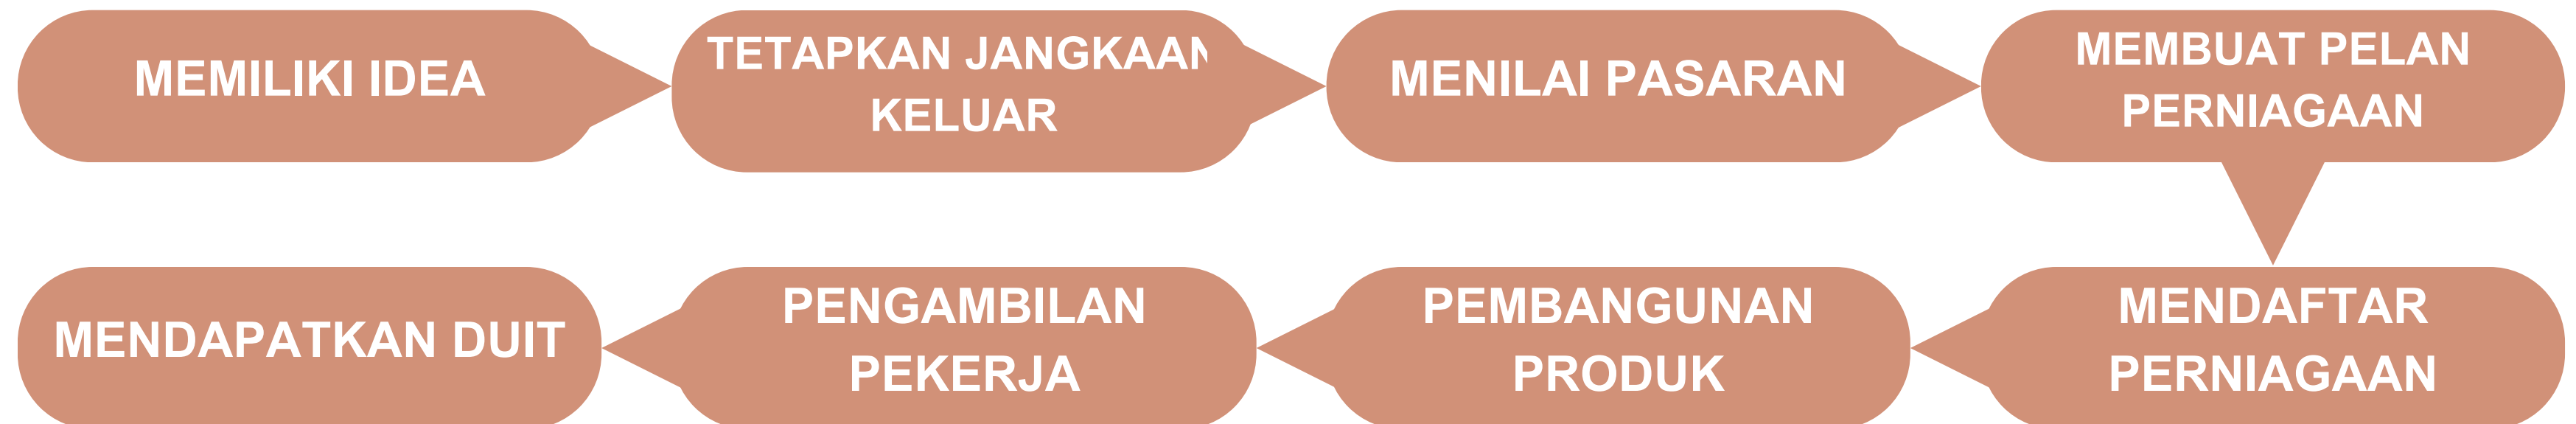 MEMILIKI IDEA
TETAPKAN JANGKAAN
KELUAR
MENILAI PASARAN
MEMBUAT PELAN
PERNIAGAAN
MENDAFTAR
PERNIAGAAN
PEMBANGUNAN
PRODUK
PENGAMBILAN
PEKERJA
MENDAPATKAN DUIT